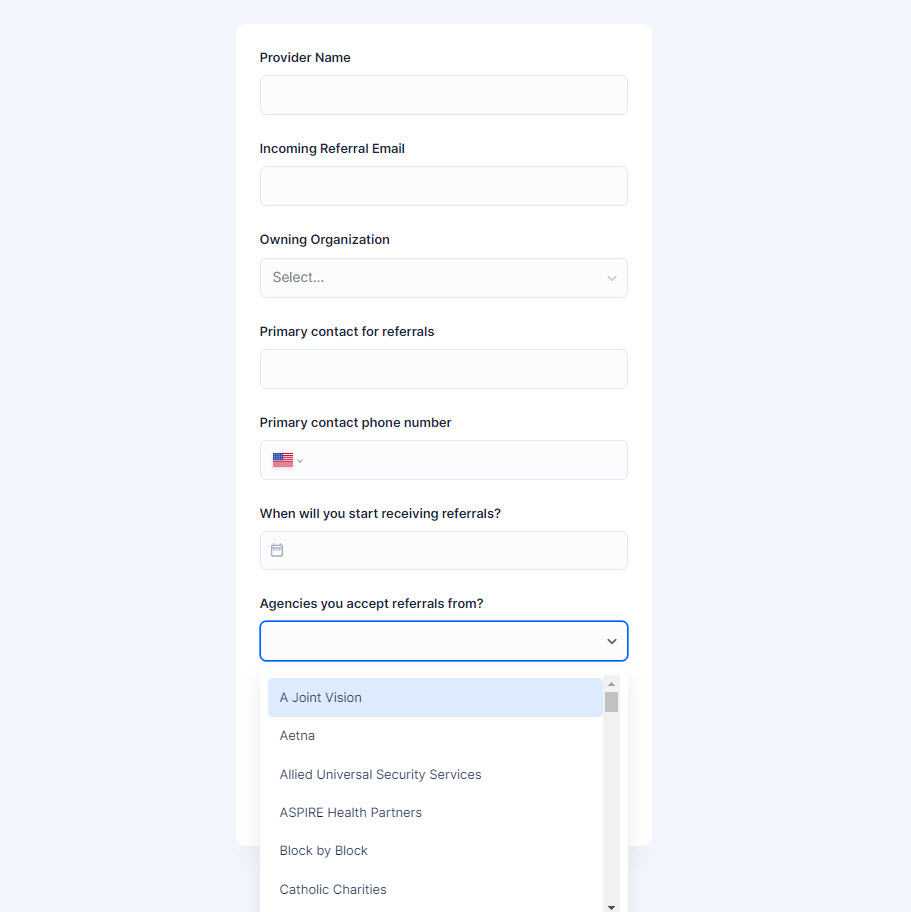 Provider Name
Incoming Referral Email
Owning Organization
Select...
Primary contact for referrals
Primary contact phone number
When will you start receiving referrals?
Agencies you accept referrals from?
A Joint Vision
Aetna
Allied Universal Security Services
ASPIRE Health Partners
Block by Block
Catholic Charities